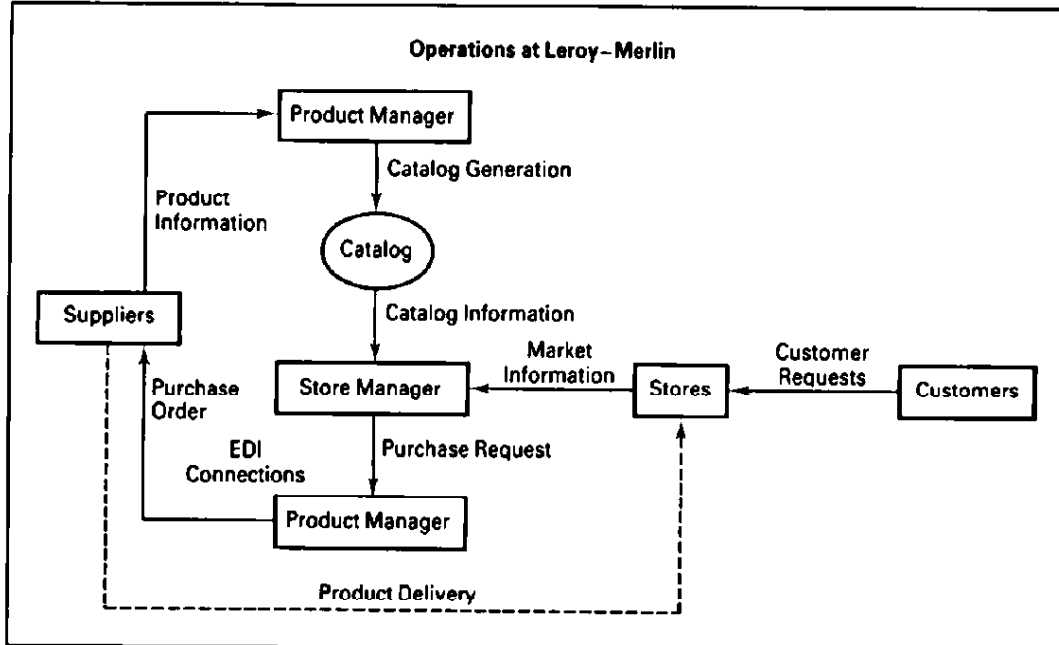 Operations at Leroy–Merlin
Product Manager
Catalog Generation
Product
Information
Catalog
Suppliers
Catalog Information
Market
Information
Customer
Requests
Store Manager
Stores
Customers
Purchase
Order
EDI
Connections
Purchase Request
Product Manager
Product Delivery